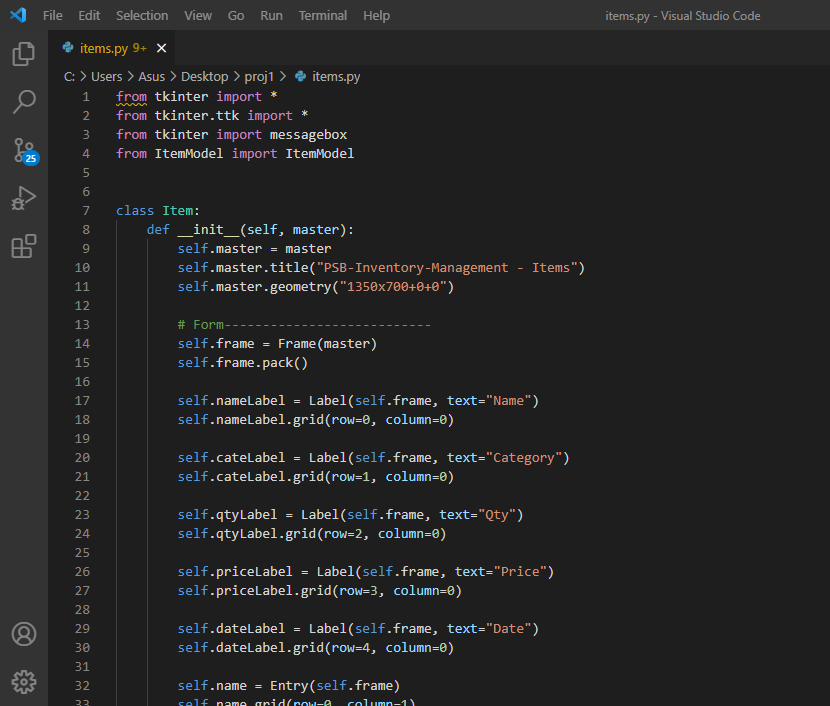 File Edit Selection View Go Run Terminal Help items.py - Visual Studio Code
items.py 9+
C: > Users > Asus > Desktop > proj1 > items.py
1 from tkinter import *
2 from tkinter.ttk import *
3 from tkinter import messagebox
4 from ItemModel import ItemModel
5
6
7 class Item:
8     def __init__(self, master):
9         self.master = master
10         self.master.title("PSB-Inventory-Management - Items")
11         self.master.geometry("1350x700+0+0")
12
13         # Form---------------------------
14         self.frame = Frame(master)
15         self.frame.pack()
16
17         self.nameLabel = Label(self.frame, text="Name")
18         self.nameLabel.grid(row=0, column=0)
19
20         self.cateLabel = Label(self.frame, text="Category")
21         self.cateLabel.grid(row=1, column=0)
22
23         self.qtyLabel = Label(self.frame, text="Qty")
24         self.qtyLabel.grid(row=2, column=0)
25
26         self.priceLabel = Label(self.frame, text="Price")
27         self.priceLabel.grid(row=3, column=0)
28
29         self.dateLabel = Label(self.frame, text="Date")
30         self.dateLabel.grid(row=4, column=0)
31
32         self.name = Entry(self.frame)
33         self.name.grid(row=0, column=1)
25